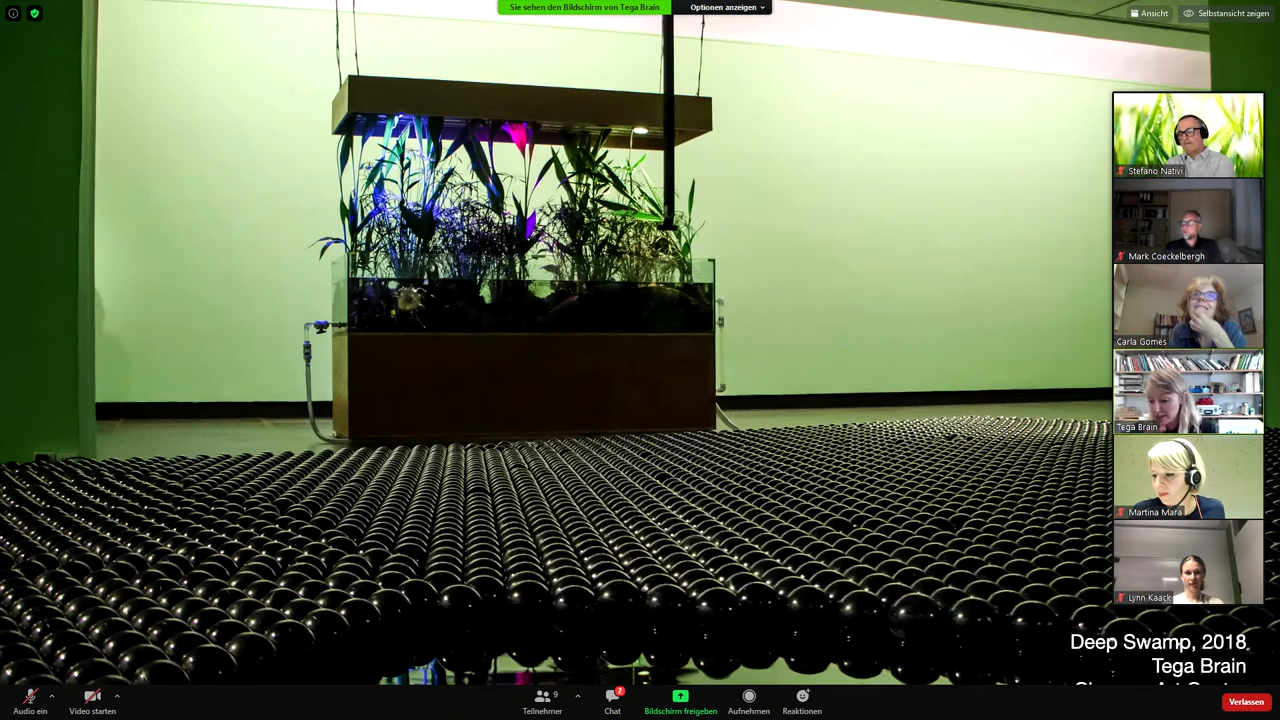 Sie sehen den Bildschirm von Tega Brain
Optionen anzeigen
Ansicht
Selbstansicht zeigen
Stefano Nativi
Mark Coeckelbergh
Carla Gomes
Tega Brain
Martina Mara
Lynn Kaack
Deep Swamp, 2018
Tega Brain
Audio ein
Video starten
9
Teilnehmer
2
Chat
Bildschirm freigeben
Aufnehmen
Reaktionen
Verlassen